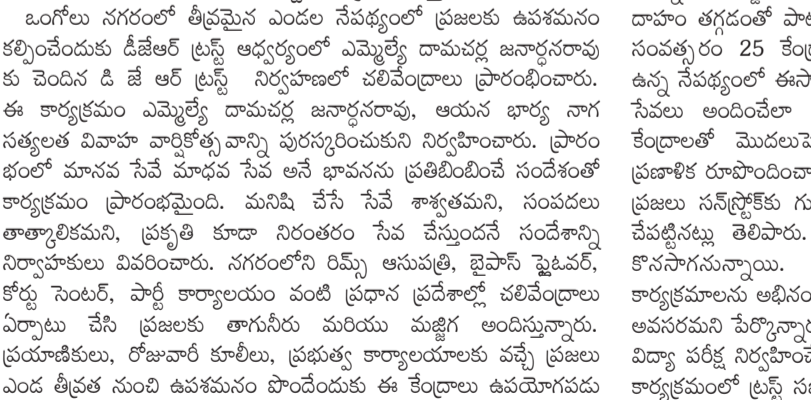 ఒంగోలు నగరంలో తీవ్రమైన ఎండల నేపథ్యంలో ప్రజలకు ఉపశమనం
కల్పించేందుకు డీజేఆర్ ట్రస్ట్ ఆధ్వర్యంలో ఎమ్మెల్యే దామచర్ల జనార్ధనరావు
కు చెందిన డి జే ఆర్ ట్రస్ట్ నిర్వహణలో చలివేంద్రాలు ప్రారంభించారు.
ఈ కార్యక్రమం ఎమ్మెల్యే దామచర్ల జనార్ధనరావు, ఆయన భార్య నాగ
సత్యలత వివాహ వార్షికోత్సవాన్ని పురస్కరించుకుని నిర్వహించారు. ప్రారం
భంలో మానవ సేవే మాధవ సేవ అనే భావనను ప్రతిబింబించే సందేశంతో
కార్యక్రమం ప్రారంభమైంది. మనిషి చేసే సేవే శాశ్వతమని, సంపదలు
తాత్కాలికమని, ప్రకృతి కూడా నిరంతరం సేవ చేస్తుందనే సందేశాన్ని
నిర్వాహకులు వివరించారు. నగరంలోని రిమ్స్ ఆసుపత్రి, బైపాస్ ఫ్లైఓవర్,
కోర్టు సెంటర్, పార్టీ కార్యాలయం వంటి ప్రధాన ప్రదేశాల్లో చలివేంద్రాలు
ఏర్పాటు చేసి ప్రజలకు తాగునీరు మరియు మజ్జిగ అందిస్తున్నారు.
ప్రయాణికులు, రోజువారీ కూలీలు, ప్రభుత్వ కార్యాలయాలకు వచ్చే ప్రజలు
ఎండ తీవ్రత నుంచి ఉపశమనం పొందేందుకు ఈ కేంద్రాలు ఉపయోగపడు
దాహం తగ్గడంతో
సంవత్సరం 25
ఉన్న నేపథ్యంలో
సేవలు అందించేలా
కేంద్రాలతో
ప్రణాళిక
ప్రజలు సన్‌స్ట్రోక్‌కు
చేపట్టినట్లు తెలిపారు.
కొనసాగనున్నాయి.
కార్యక్రమాలను
అవసరమని
విద్యా పరీక్ష
కార్యక్రమంలో ట్రస్ట్